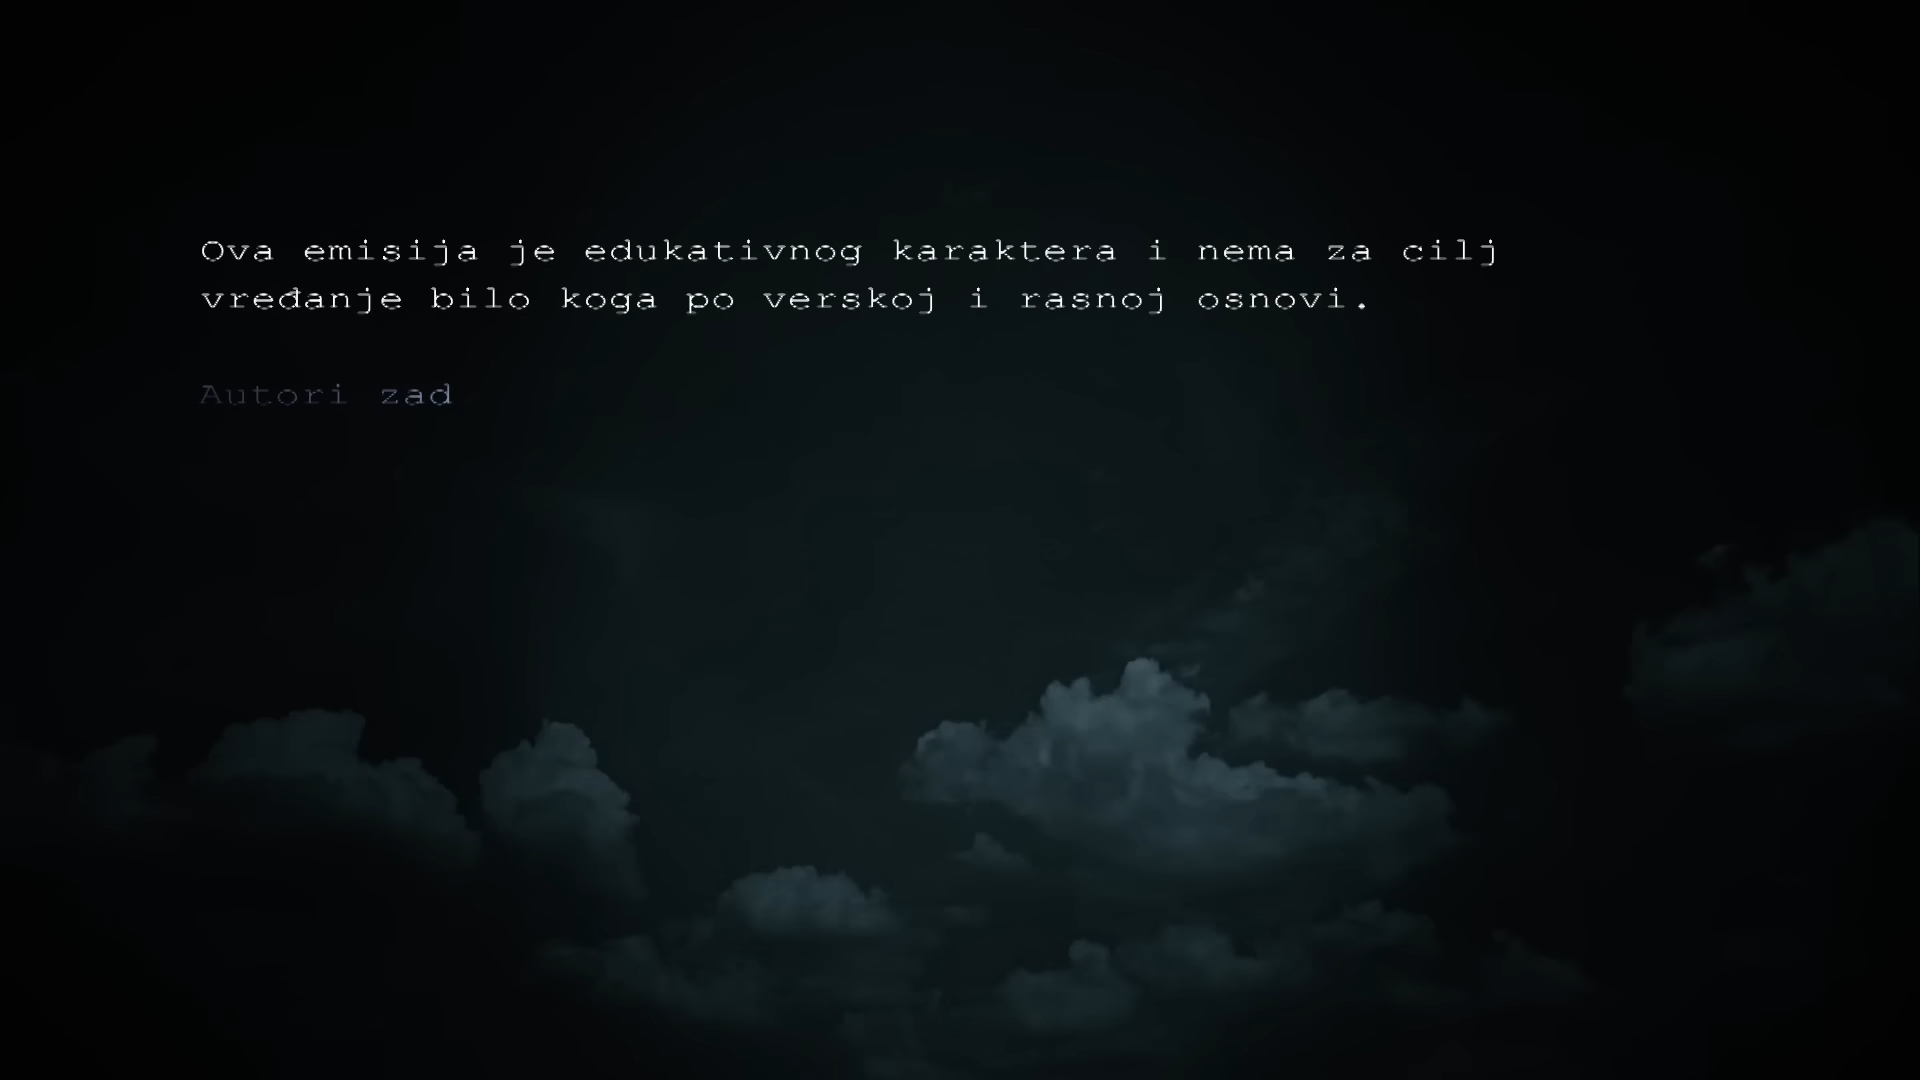 Ova emisija je edukativnog karaktera i nema za cilj
vređanje bilo koga po verskoj i rasnoj osnovi.
Autori zad